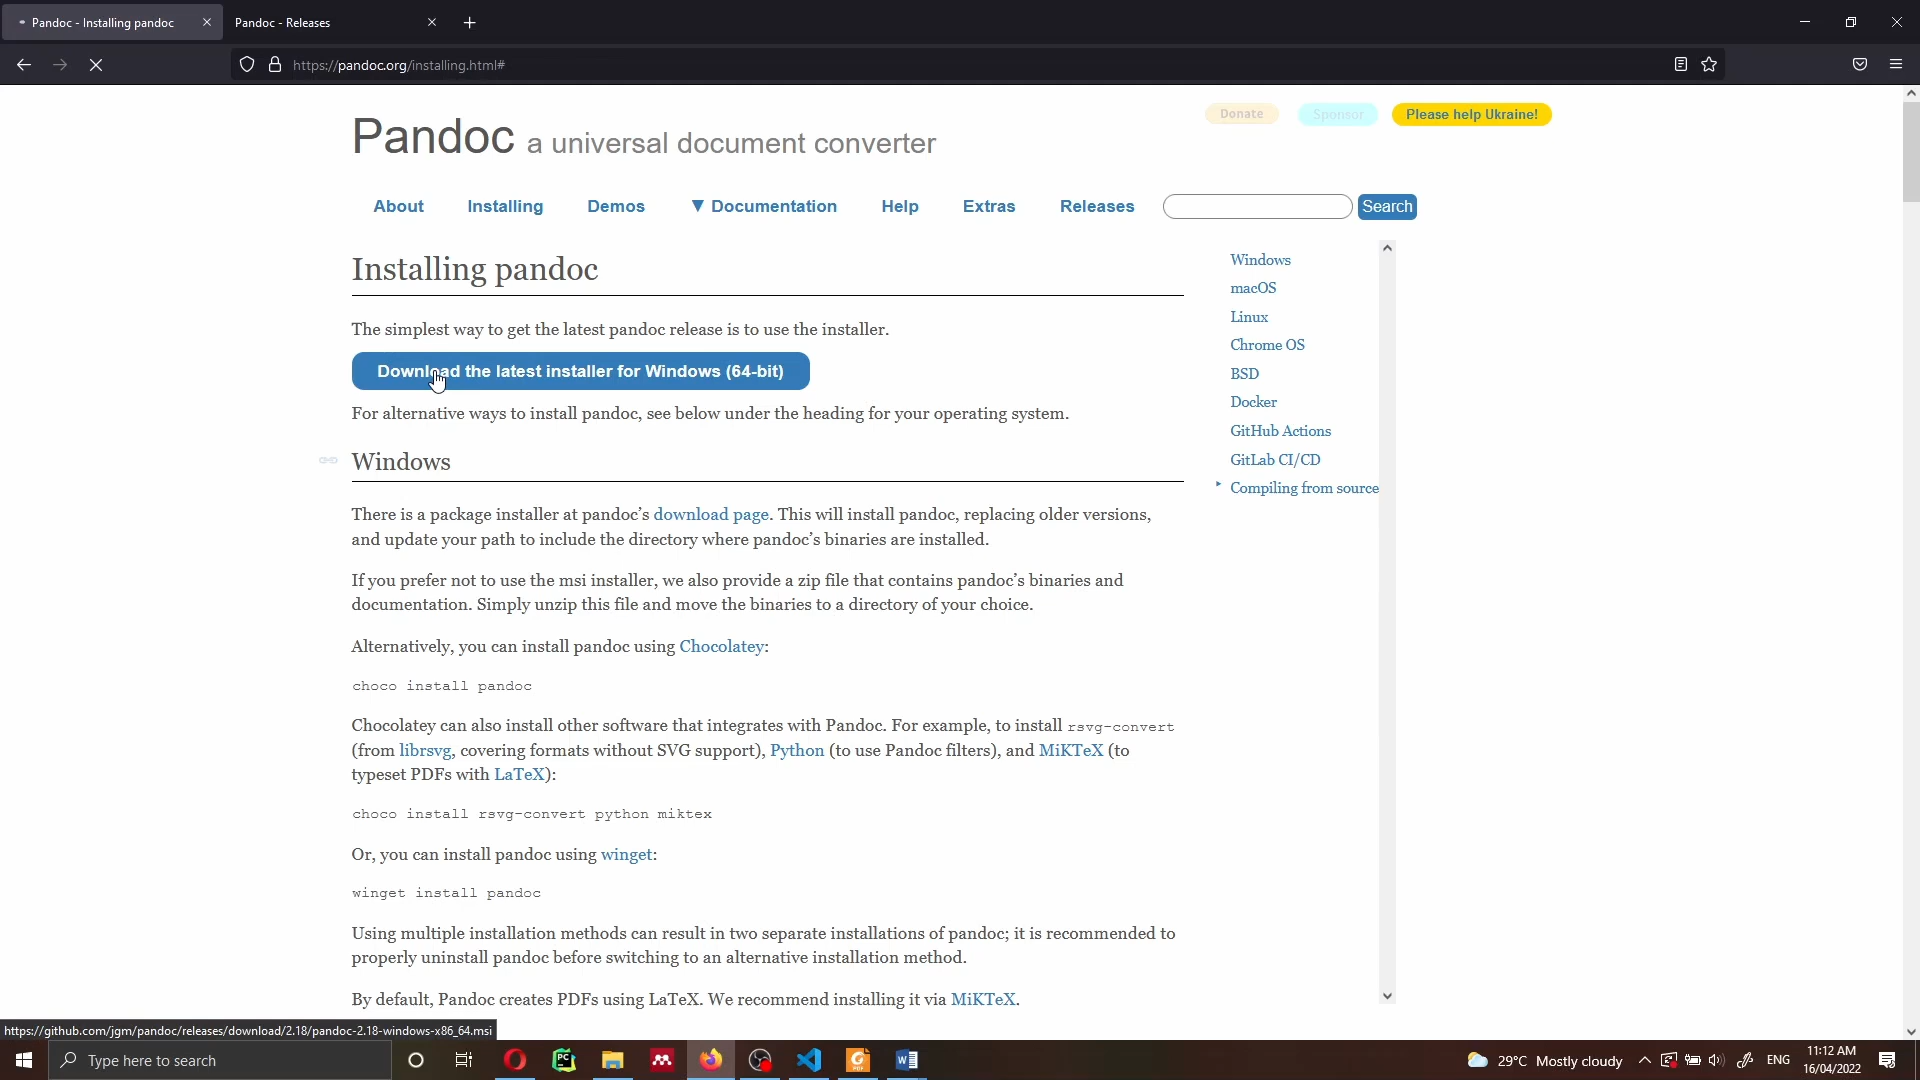 Pandoc - Installing pandoc
Pandoc - Releases
https://pandoc.org/installing.html#
Donate
Sponsor
Please help Ukraine!
Pandoc a universal document converter
About
Installing
Demos
▼ Documentation
Help
Extras
Releases
Search
Installing pandoc
The simplest way to get the latest pandoc release is to use the installer.
Download the latest installer for Windows (64-bit)
For alternative ways to install pandoc, see below under the heading for your operating system.
Windows
There is a package installer at pandoc’s download page. This will install pandoc, replacing older versions,
and update your path to include the directory where pandoc’s binaries are installed.
If you prefer not to use the msi installer, we also provide a zip file that contains pandoc’s binaries and
documentation. Simply unzip this file and move the binaries to a directory of your choice.
Alternatively, you can install pandoc using Chocolatey:
choco install pandoc
Chocolatey can also install other software that integrates with Pandoc. For example, to install rsvg-convert
(from librsvg, covering formats without SVG support), Python (to use Pandoc filters), and MiKTeX (to
typeset PDFs with LaTeX):
choco install rsvg-convert python miktex
Or, you can install pandoc using winget:
winget install pandoc
Using multiple installation methods can result in two separate installations of pandoc; it is recommended to
properly uninstall pandoc before switching to an alternative installation method.
By default, Pandoc creates PDFs using LaTeX. We recommend installing it via MiKTeX.
Windows
macOS
Linux
Chrome OS
BSD
Docker
GitHub Actions
GitLab CI/CD
Compiling from source
https://github.com/jgm/pandoc/releases/download/2.18/pandoc-2.18-windows-x86_64.msi
Type here to search
PC
29°C Mostly cloudy
ENG
11:12 AM
16/04/2022